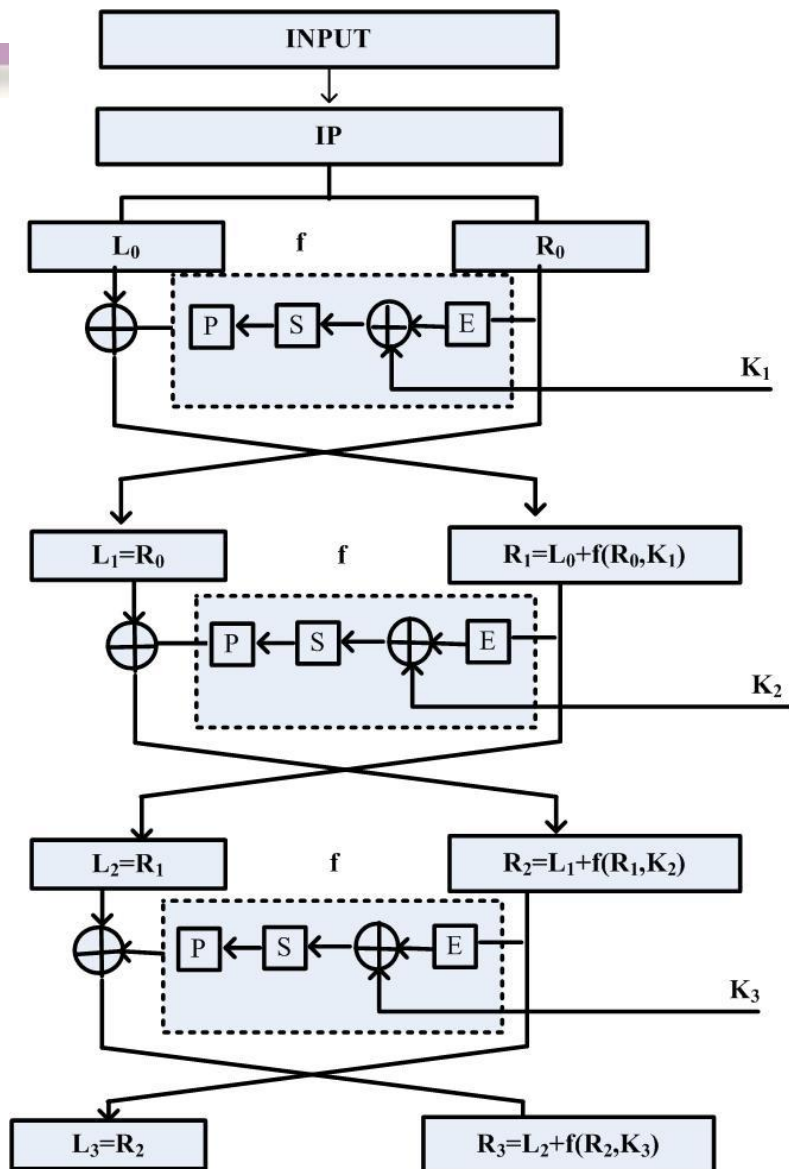 INPUT
IP
L₀ f R₀
P S E
K₁
L₁=R₀ f R₁=L₀+f(R₀,K₁)
P S E
K₂
L₂=R₁ f R₂=L₁+f(R₁,K₂)
P S E
K₃
L₃=R₂ R₃=L₂+f(R₂,K₃)